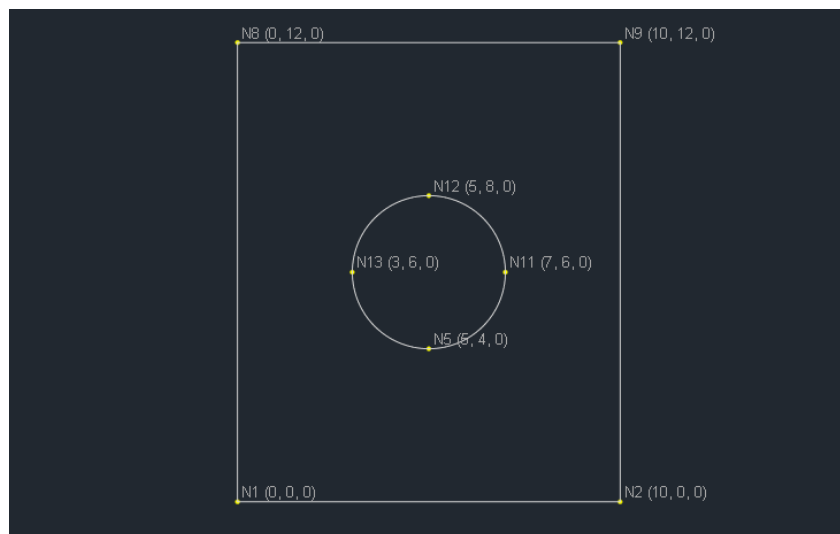 N8 (0, 12, 0)
N9 (10, 12, 0)
N12 (5, 8, 0)
N13 (3, 6, 0)
N11 (7, 6, 0)
N5 (5, 4, 0)
N1 (0, 0, 0)
N2 (10, 0, 0)